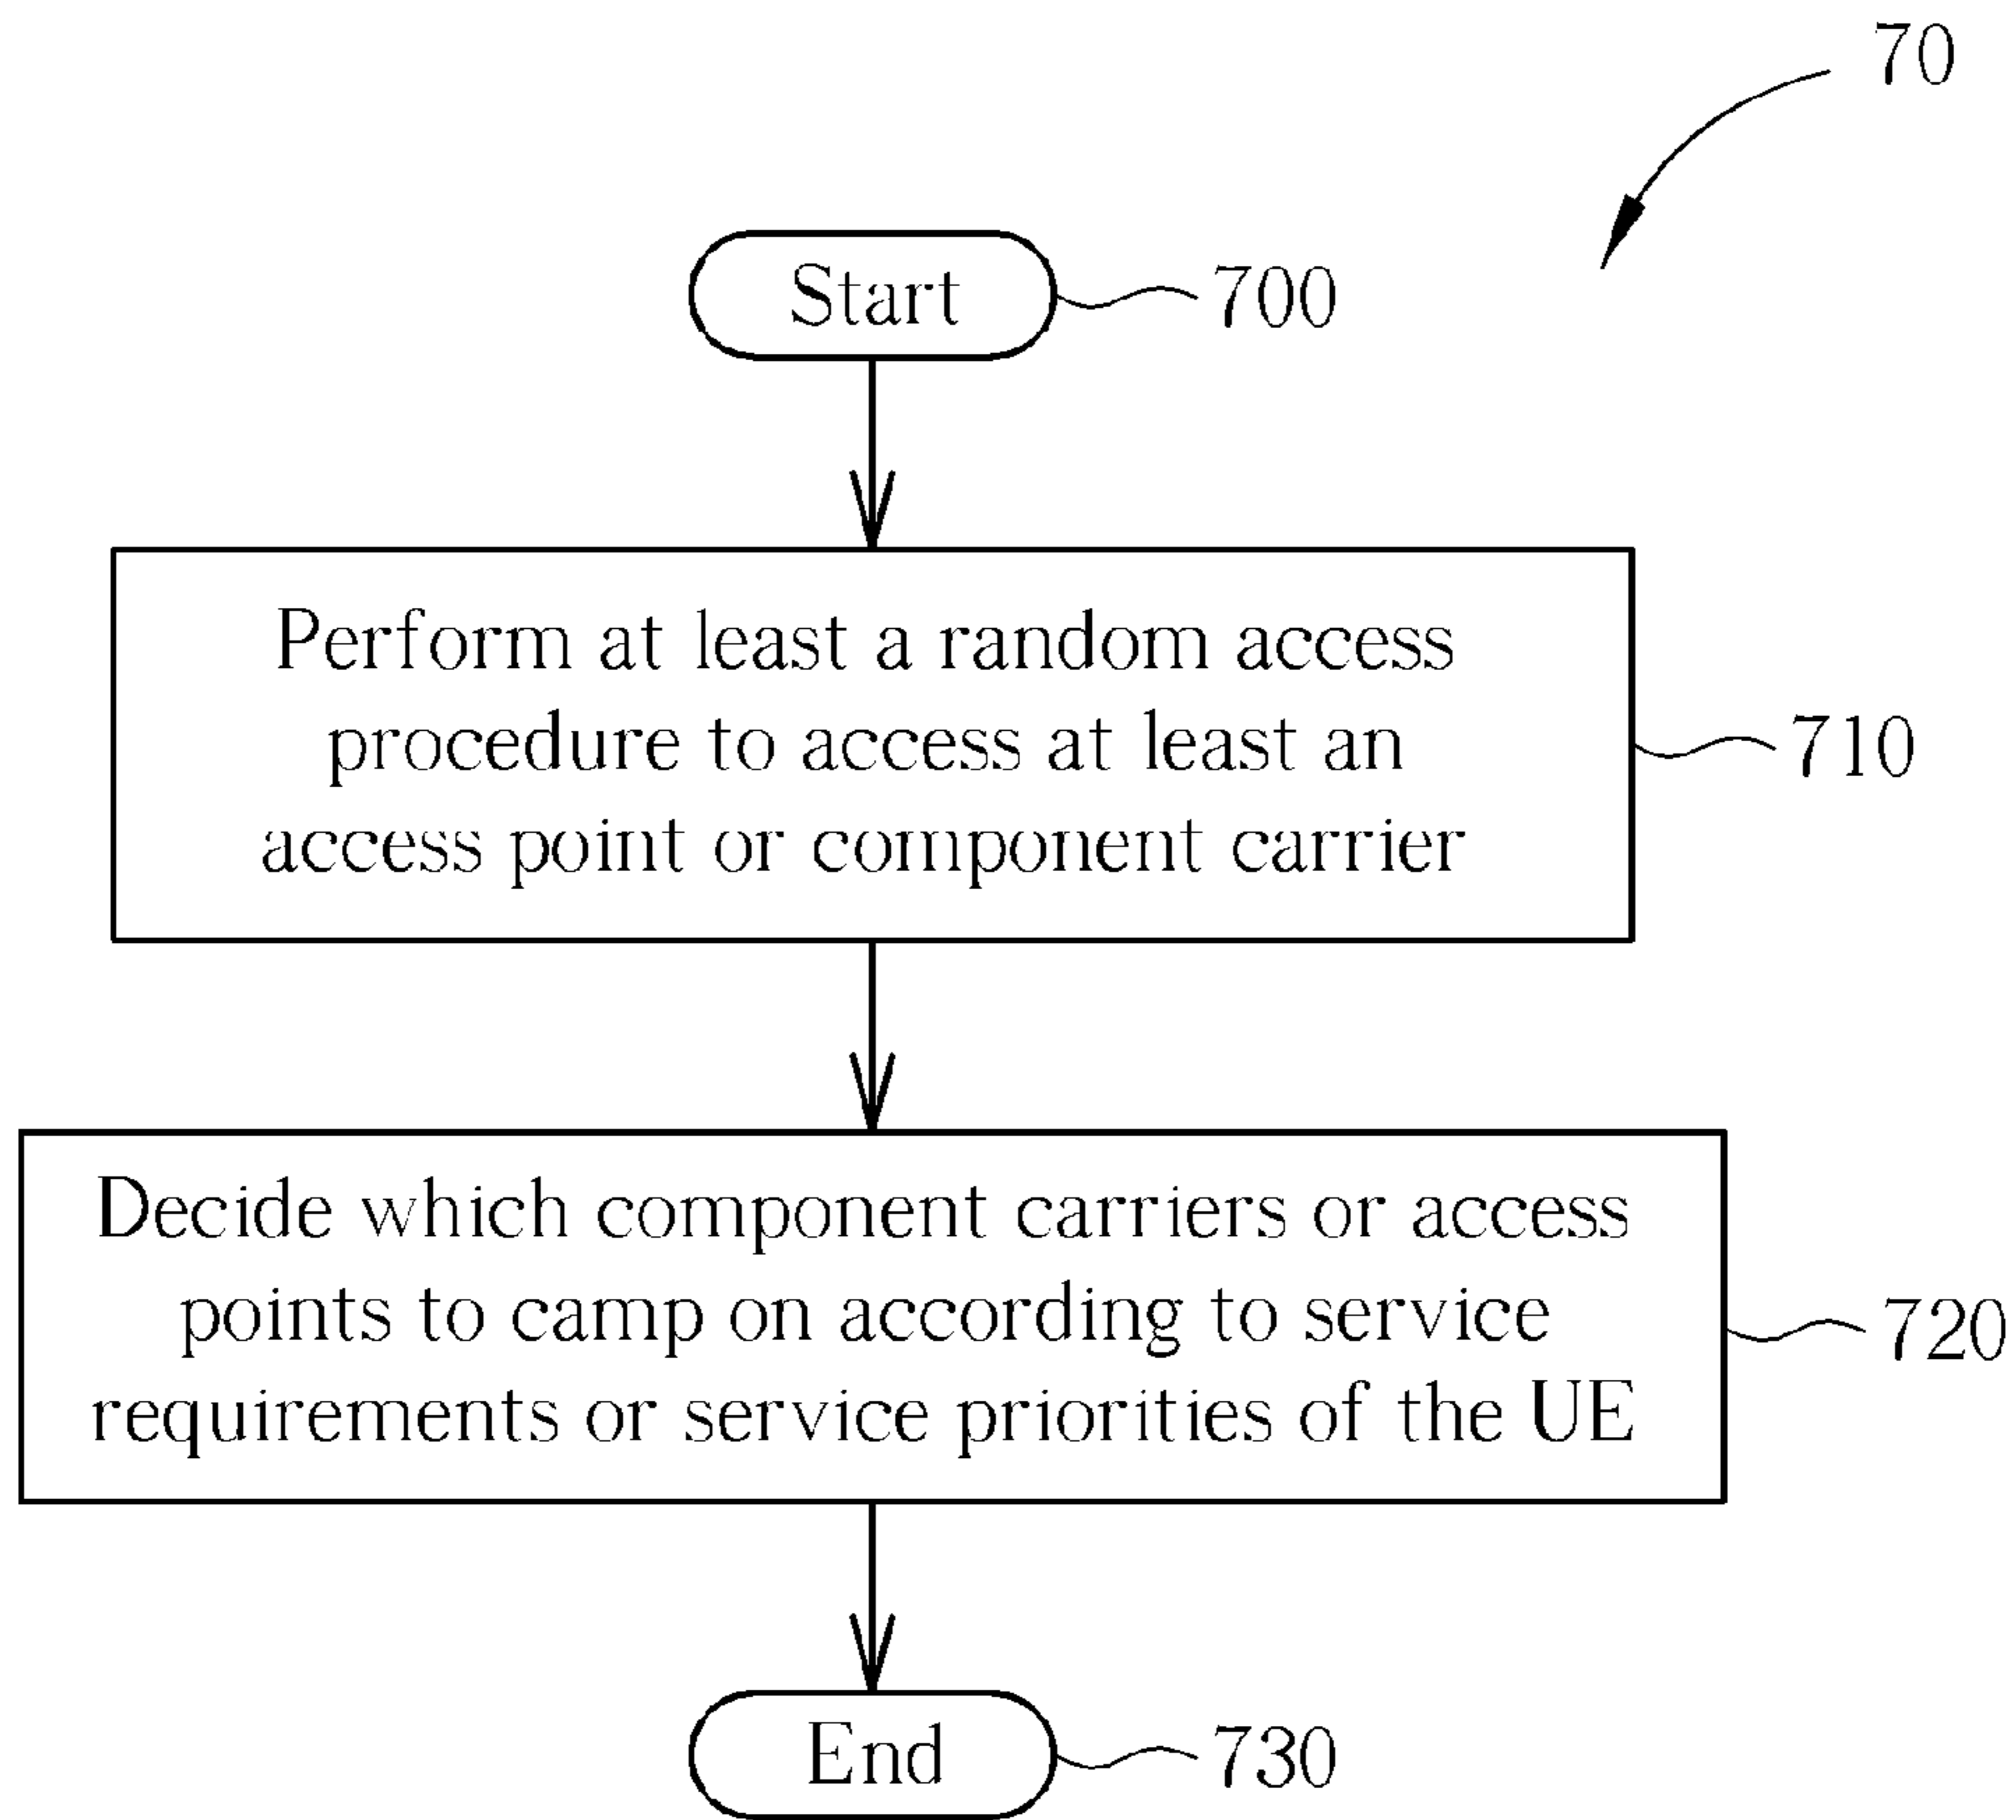 70
Start
700
Perform at least a random access
procedure to access at least an
access point or component carrier
710
Decide which component carriers or access
points to camp on according to service
requirements or service priorities of the UE
720
End
730